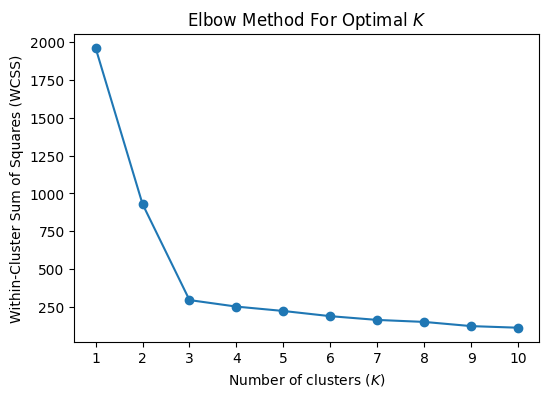 Elbow Method For Optimal K
Within-Cluster Sum of Squares (WCSS)
2000
1750
1500
1250
1000
750
500
250
1 2 3 4 5 6 7 8 9 10
Number of clusters (K)